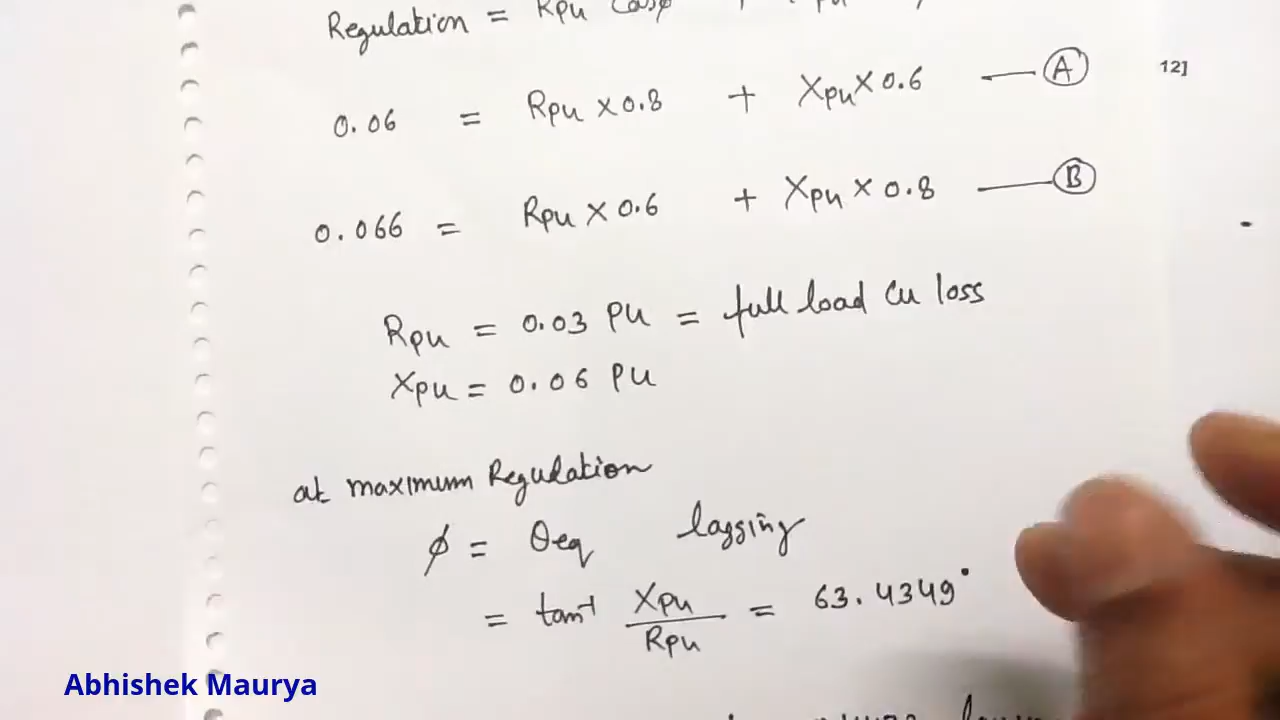 Regulation = Rpu Cosφ +
0.06 = Rpu × 0.8 + Xpu × 0.6 — A
12]
0.066 = Rpu × 0.6 + Xpu × 0.8 — B
Rpu = 0.03 PU = full load cu loss
Xpu = 0.06 PU
at maximum Regulation
φ = θeq lagging
= tan⁻¹ Xpu / Rpu = 63.4349°
Abhishek Maurya